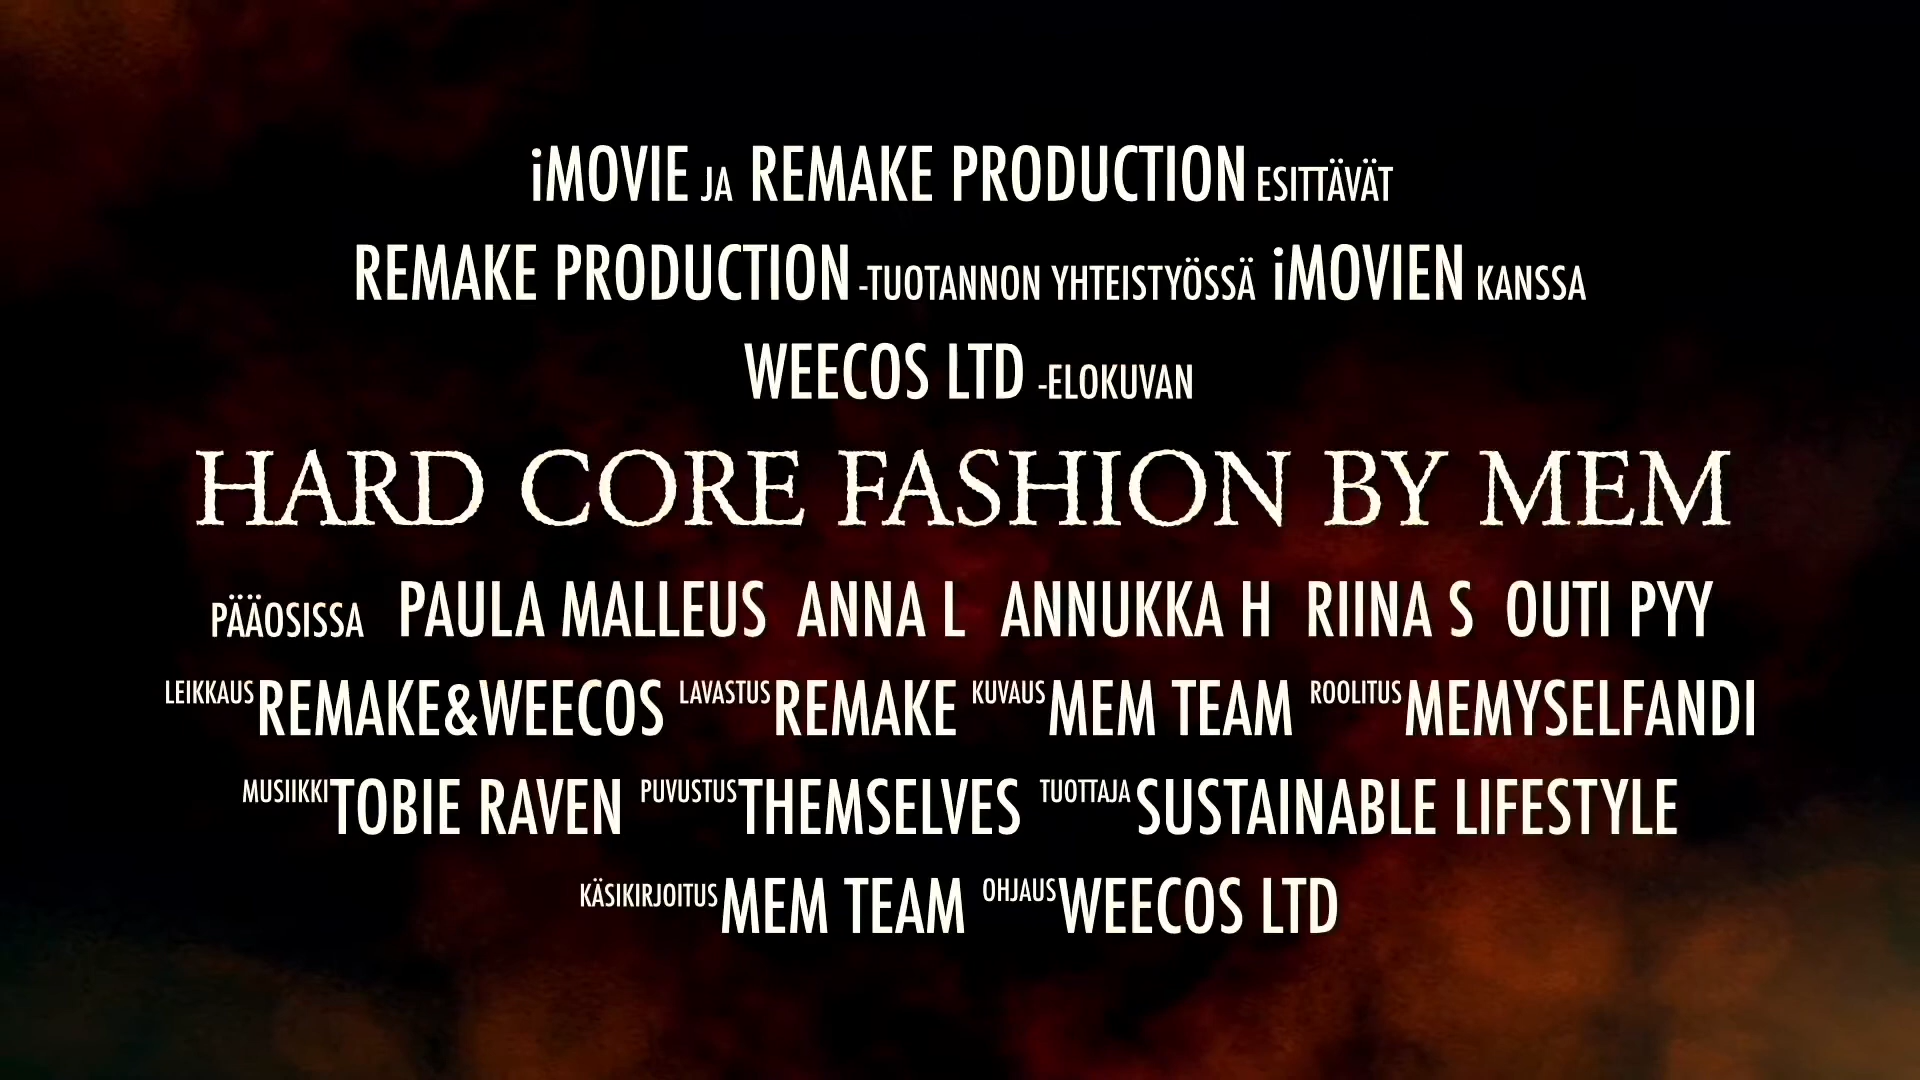 iMOVIE JA REMAKE PRODUCTION ESITTÄVÄT
REMAKE PRODUCTION -TUOTANNON YHTEISTYÖSSÄ iMOVIEN KANSSA
WEECOS LTD -ELOKUVAN
HARD CORE FASHION BY MEM
PÄÄOSISSA PAULA MALLEUS ANNA L ANNUKKA H RIINA S OUTI PYY
LEIKKAUS REMAKE&WEECOS LAVASTUS REMAKE KUVAUS MEM TEAM ROOLITUS MEMYSELFANDI
MUSIIKKI TOBIE RAVEN PUVUSTUS THEMSELVES TUOTTAJA SUSTAINABLE LIFESTYLE
KÄSIKIRJOITUS MEM TEAM OHJAUS WEECOS LTD